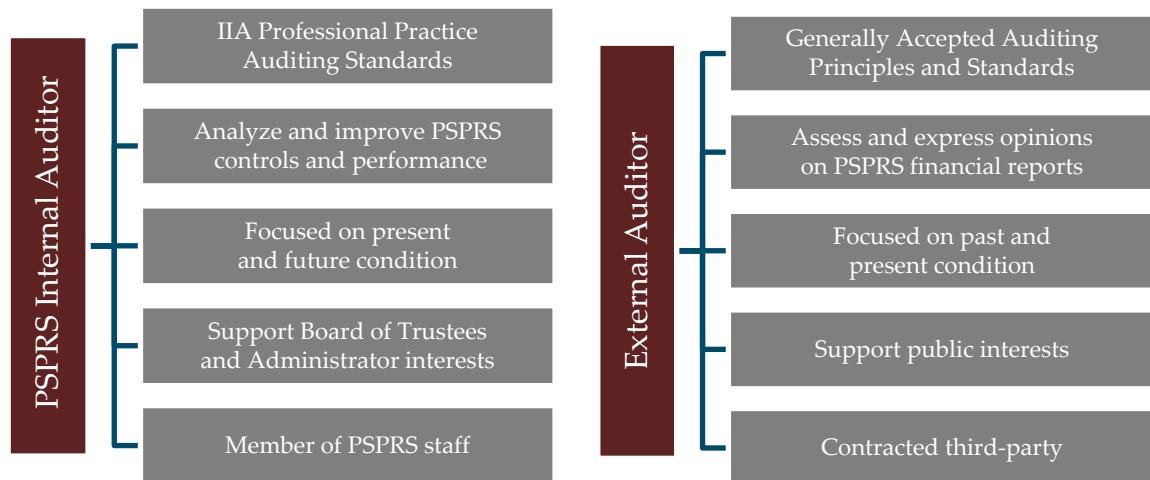 PSPRS Internal Auditor
IIA Professional Practice
Auditing Standards
Analyze and improve PSPRS
controls and performance
Focused on present
and future condition
Support Board of Trustees
and Administrator interests
Member of PSPRS staff
External Auditor
Generally Accepted Auditing
Principles and Standards
Assess and express opinions
on PSPRS financial reports
Focused on past and
present condition
Support public interests
Contracted third-party